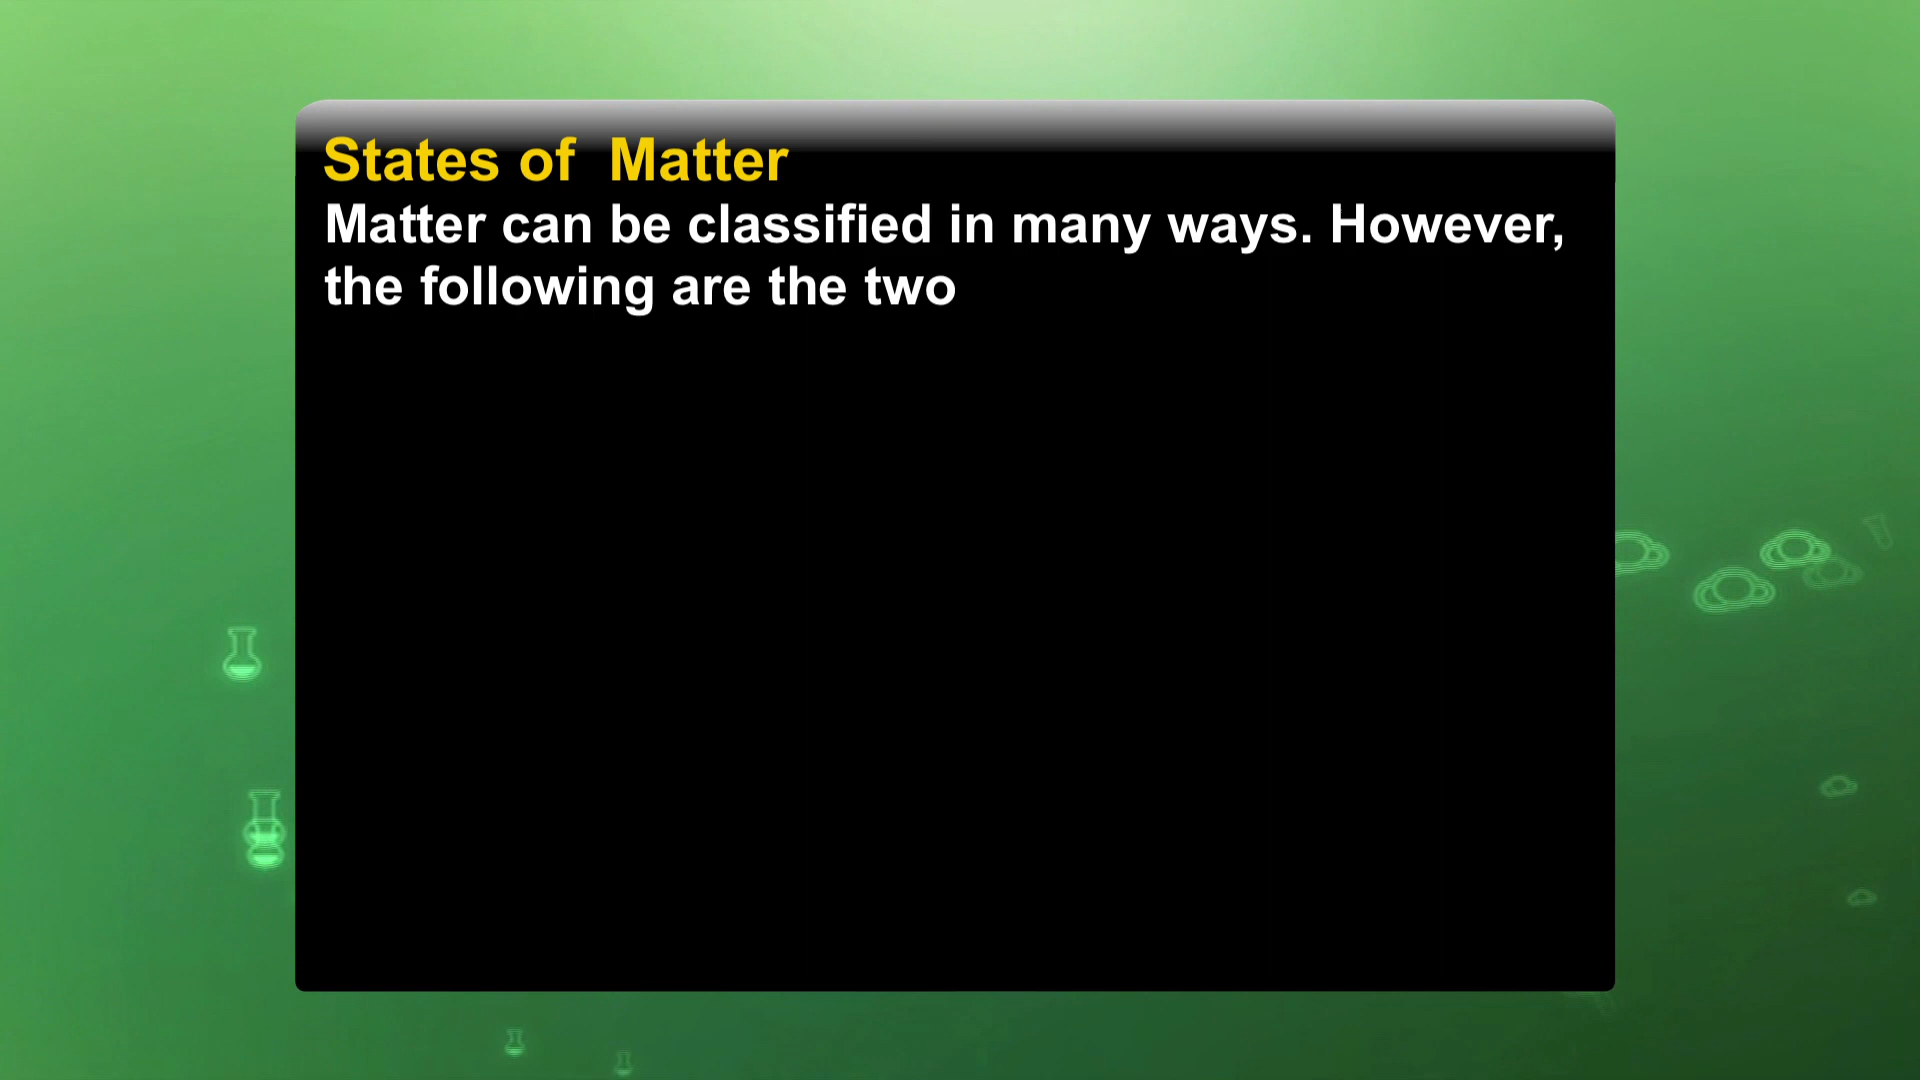 States of  Matter
Matter can be classified in many ways. However,
the following are the two